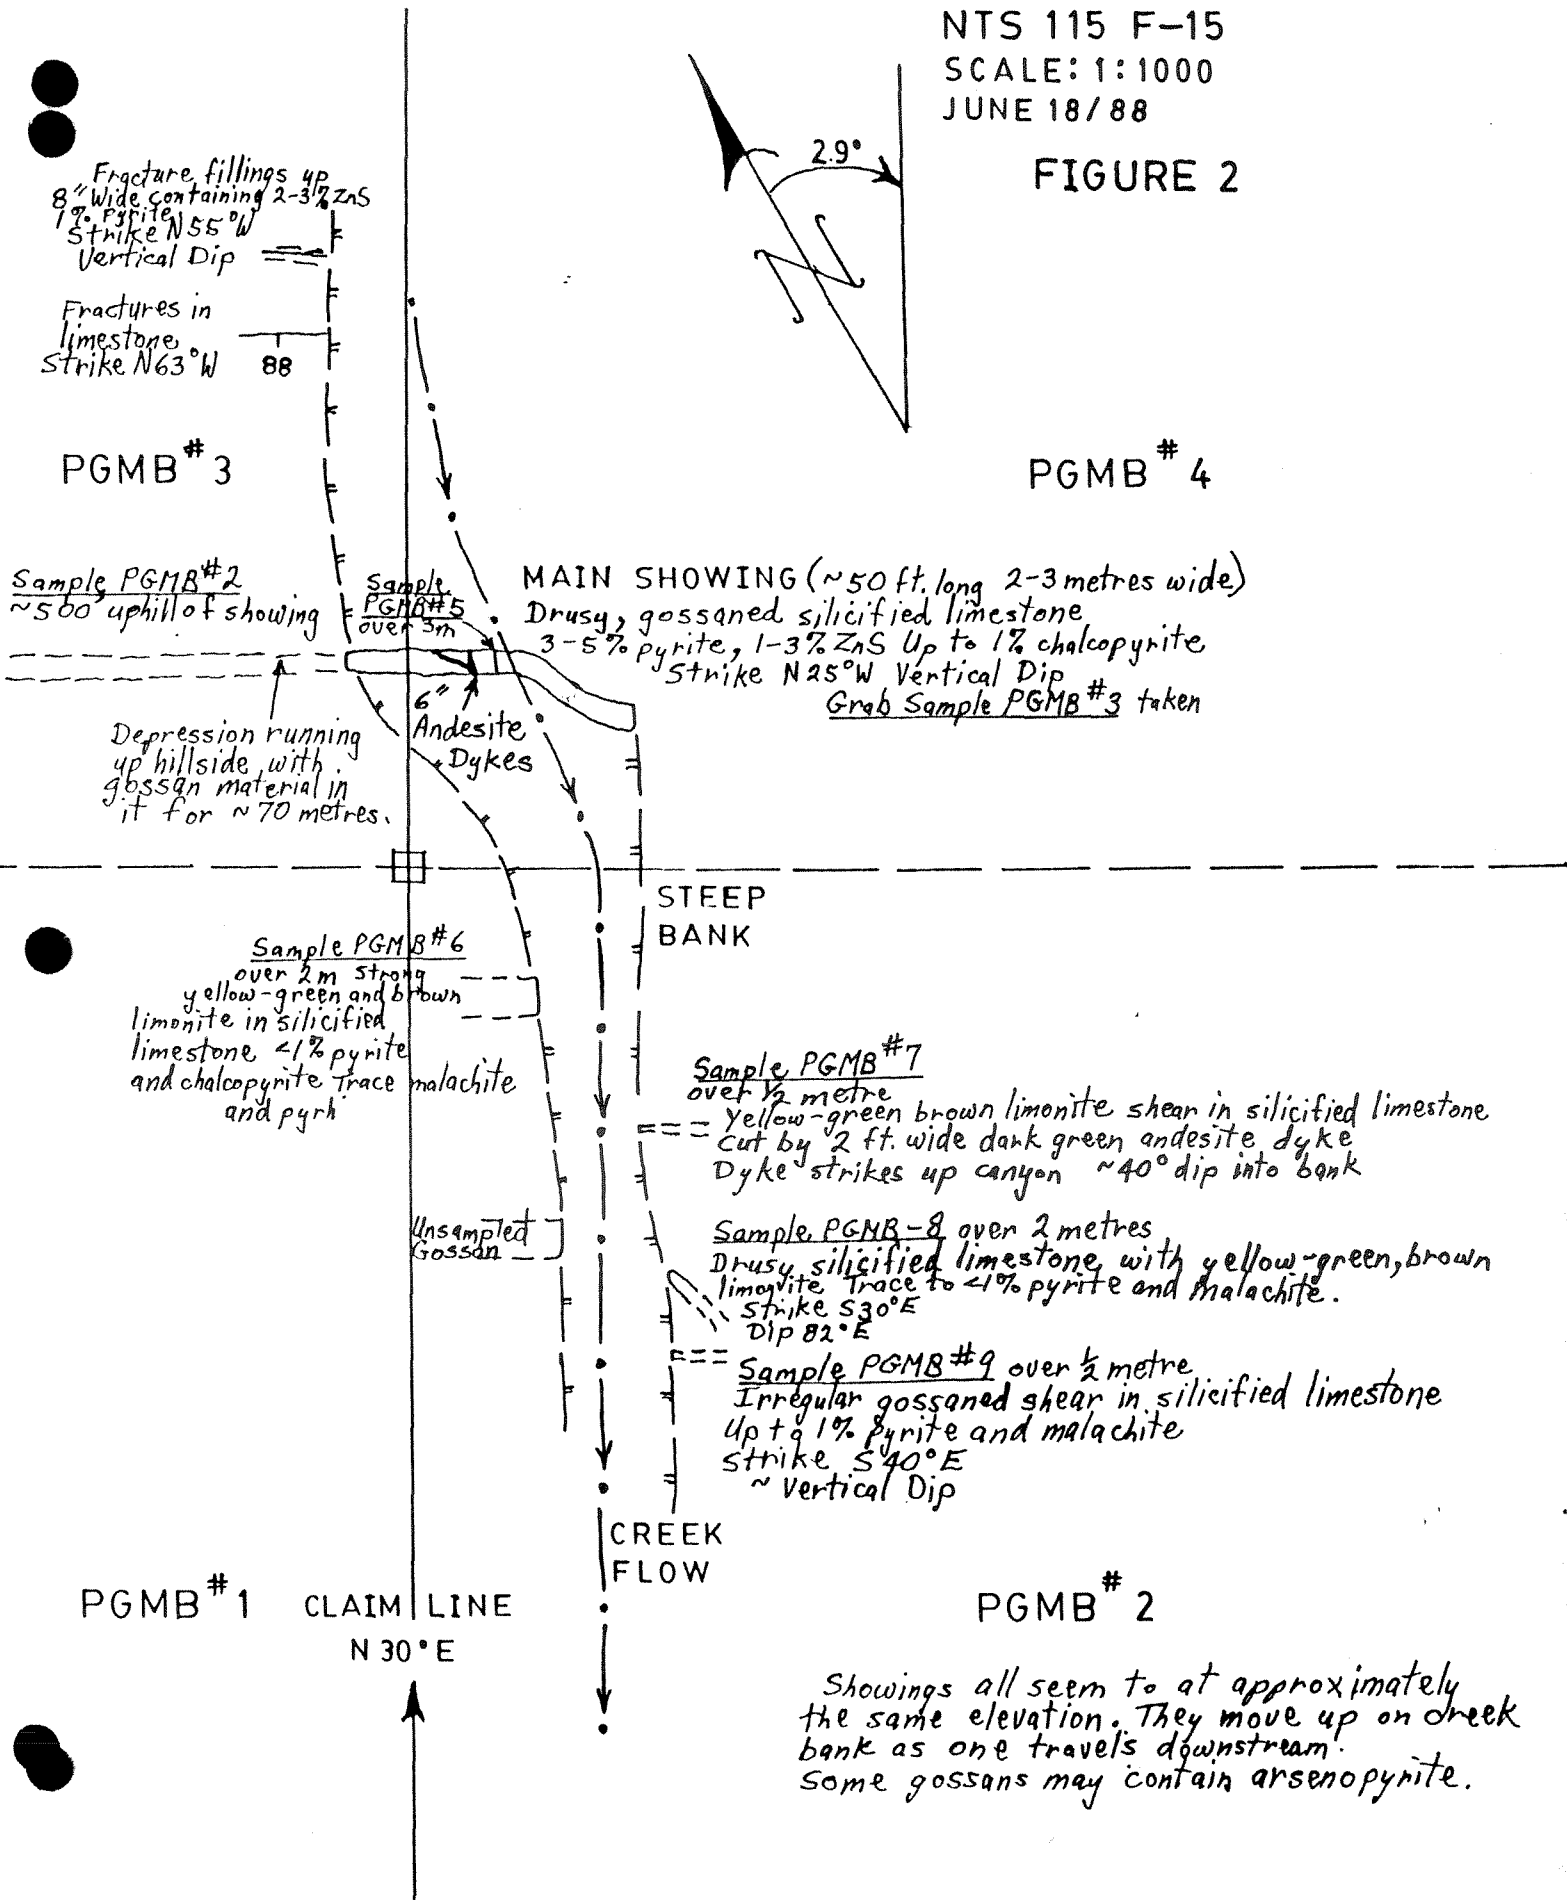 NTS 115 F-15
SCALE: 1:1000
JUNE 18/88
FIGURE 2
2.9°
N
Fracture fillings up
8" Wide containing 2-3% ZnS
1% Pyrite
Strike N55°W
Vertical Dip
Fractures in
limestone
Strike N63°W
88
PGMB #3
PGMB #4
Sample PGMB #2
~500' uphill of showing
Sample
PGMB #5
over 3m
MAIN SHOWING (~50 ft. long 2-3 metres wide)
Drusy, gossaned silicified limestone
3-5% pyrite, 1-3% ZnS Up to 1% chalcopyrite
Strike N25°W Vertical Dip
Grab Sample PGMB #3 taken
6"
Andesite
Dykes
Depression running
up hillside with
gossan material in
it for ~70 metres.
STEEP
BANK
Sample PGMB #6
over 2m strong
yellow-green and brown
limonite in silicified
limestone <1% pyrite
and chalcopyrite Trace malachite
and pyrh
Sample PGMB #7
over 1/2 metre
Yellow-green brown limonite shear in silicified limestone
cut by 2 ft. wide dark green andesite dyke
Dyke strikes up canyon ~40° dip into bank
Unsampled
Gossan
Sample PGMB-8 over 2 metres
Drusy silicified limestone with yellow-green, brown
limonite Trace to <1% pyrite and malachite.
Strike S30°E
Dip 82°E
Sample PGMB #9 over 1/2 metre
Irregular gossaned shear in silicified limestone
Up to 1% Pyrite and malachite
Strike S40°E
~ Vertical Dip
CREEK
FLOW
PGMB #1
CLAIM LINE
N 30° E
PGMB #2
Showings all seem to at approximately
the same elevation. They move up on creek
bank as one travels downstream.
Some gossans may contain arsenopyrite.